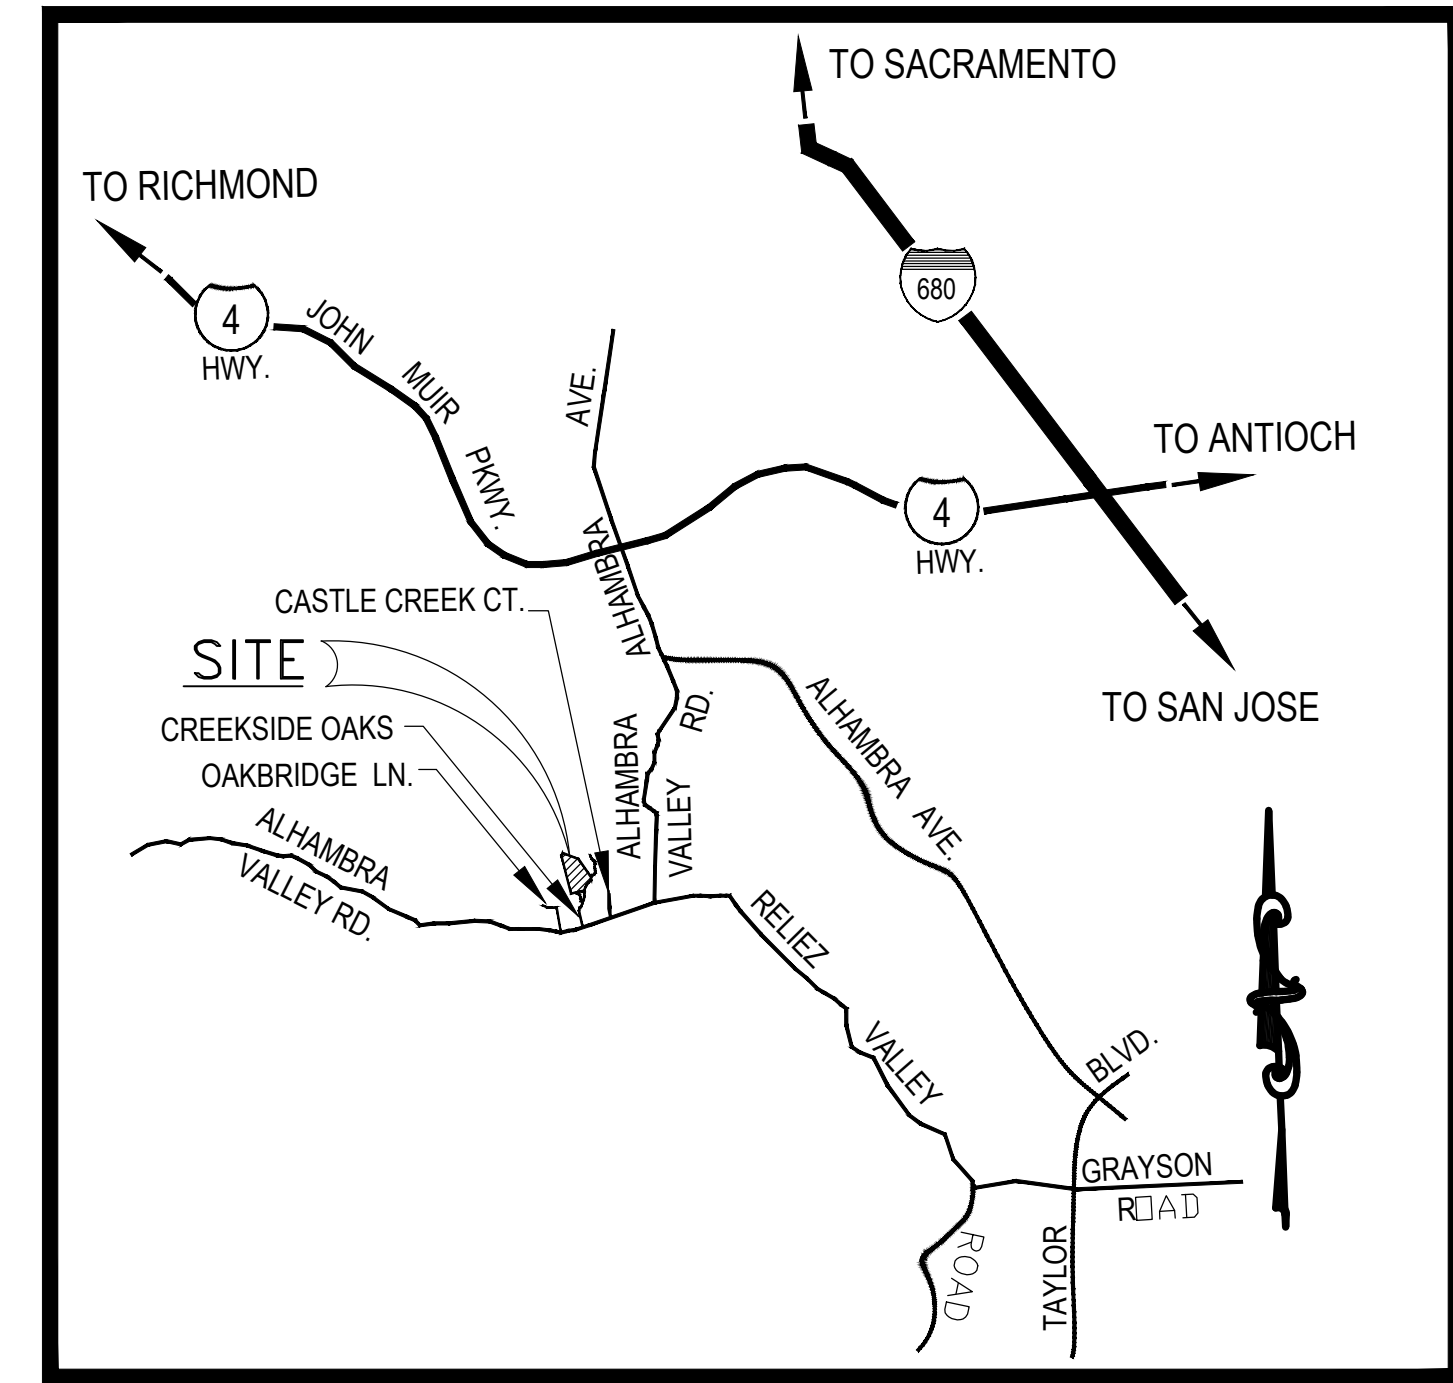 TO SACRAMENTO
TO RICHMOND
680
4
HWY.
JOHN MUIR PKWY.
AVE.
TO ANTIOCH
4
HWY.
ALHAMBRA
CASTLE CREEK CT.
SITE
TO SAN JOSE
CREEKSIDE OAKS
OAKBRIDGE LN.
ALHAMBRA
VALLEY RD.
ALHAMBRA AVE.
ALHAMBRA
VALLEY RD.
RELIEZ VALLEY
ROAD
BLVD.
GRAYSON
ROAD
TAYLOR